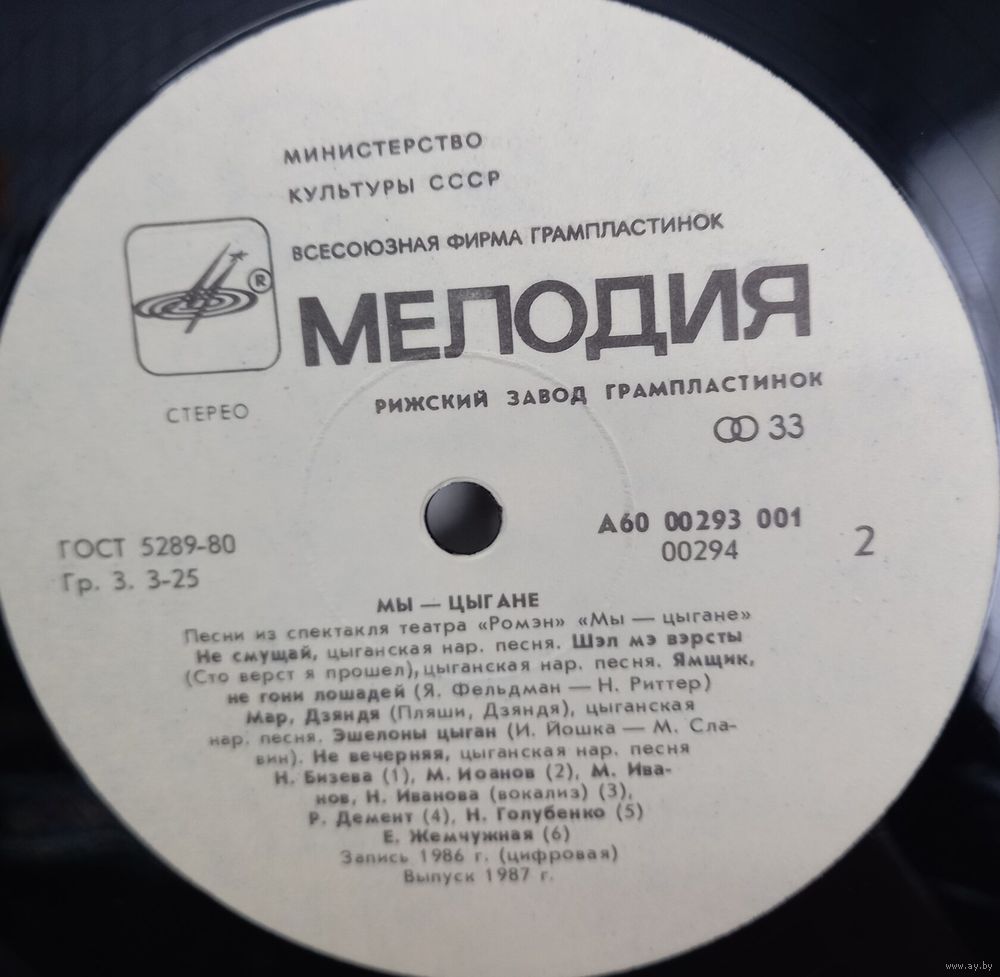 МИНИСТЕРСТВО
КУЛЬТУРЫ СССР
ВСЕСОЮЗНАЯ ФИРМА ГРАМПЛАСТИНОК
МЕЛОДИЯ
®
РИЖСКИЙ ЗАВОД ГРАМПЛАСТИНОК
СТЕРЕО
33
ГОСТ 5289-80
Гр. 3. 3-25
А60 00293 001
00294
2
МЫ — ЦЫГАНЕ
Песни из спектакля театра «Ромэн» «Мы — цыгане»
Не смущай, цыганская нар. песня. Шэл мэ вэрсты
(Сто верст я прошел), цыганская нар. песня. Ямщик,
не гони лошадей (Я. Фельдман — Н. Риттер)
Мар, Дзяндя (Пляши, Дзяндя), цыганская
нар. песня. Эшелоны цыган (И. Йошка — М. Сла-
вин). Не вечерняя, цыганская нар. песня
Н. Бизева (1), М. Иоанов (2), М. Ива-
нов, Н. Иванова (вокализ) (3),
Р. Демент (4), Н. Голубенко (5)
Е. Жемчужная (6)
Запись 1986 г. (цифровая)
Выпуск 1987 г.
www.ay.by